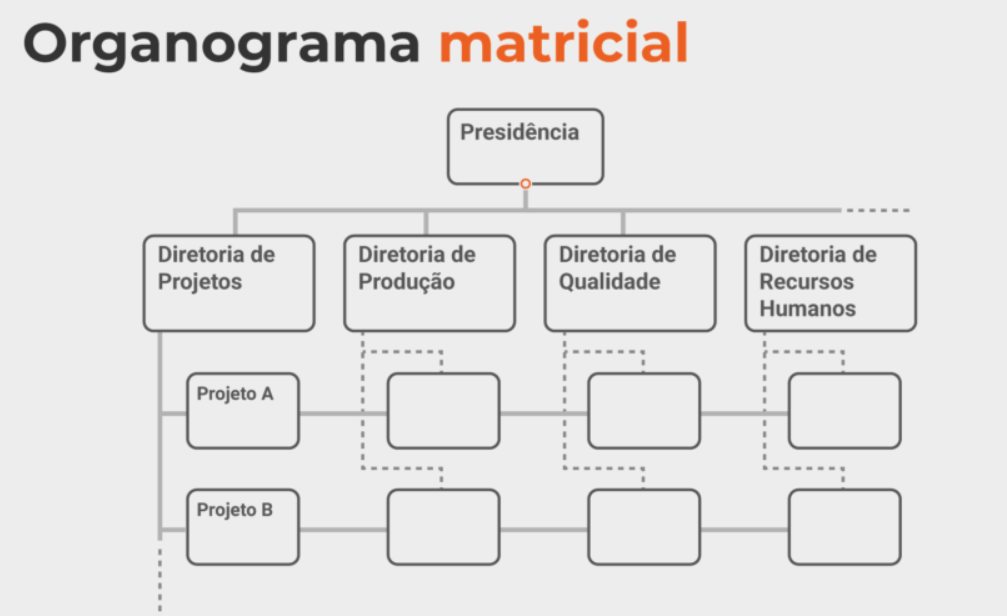 Organograma matricial
Presidência
Diretoria de
Projetos
Diretoria de
Produção
Diretoria de
Qualidade
Diretoria de
Recursos
Humanos
Projeto A
Projeto B